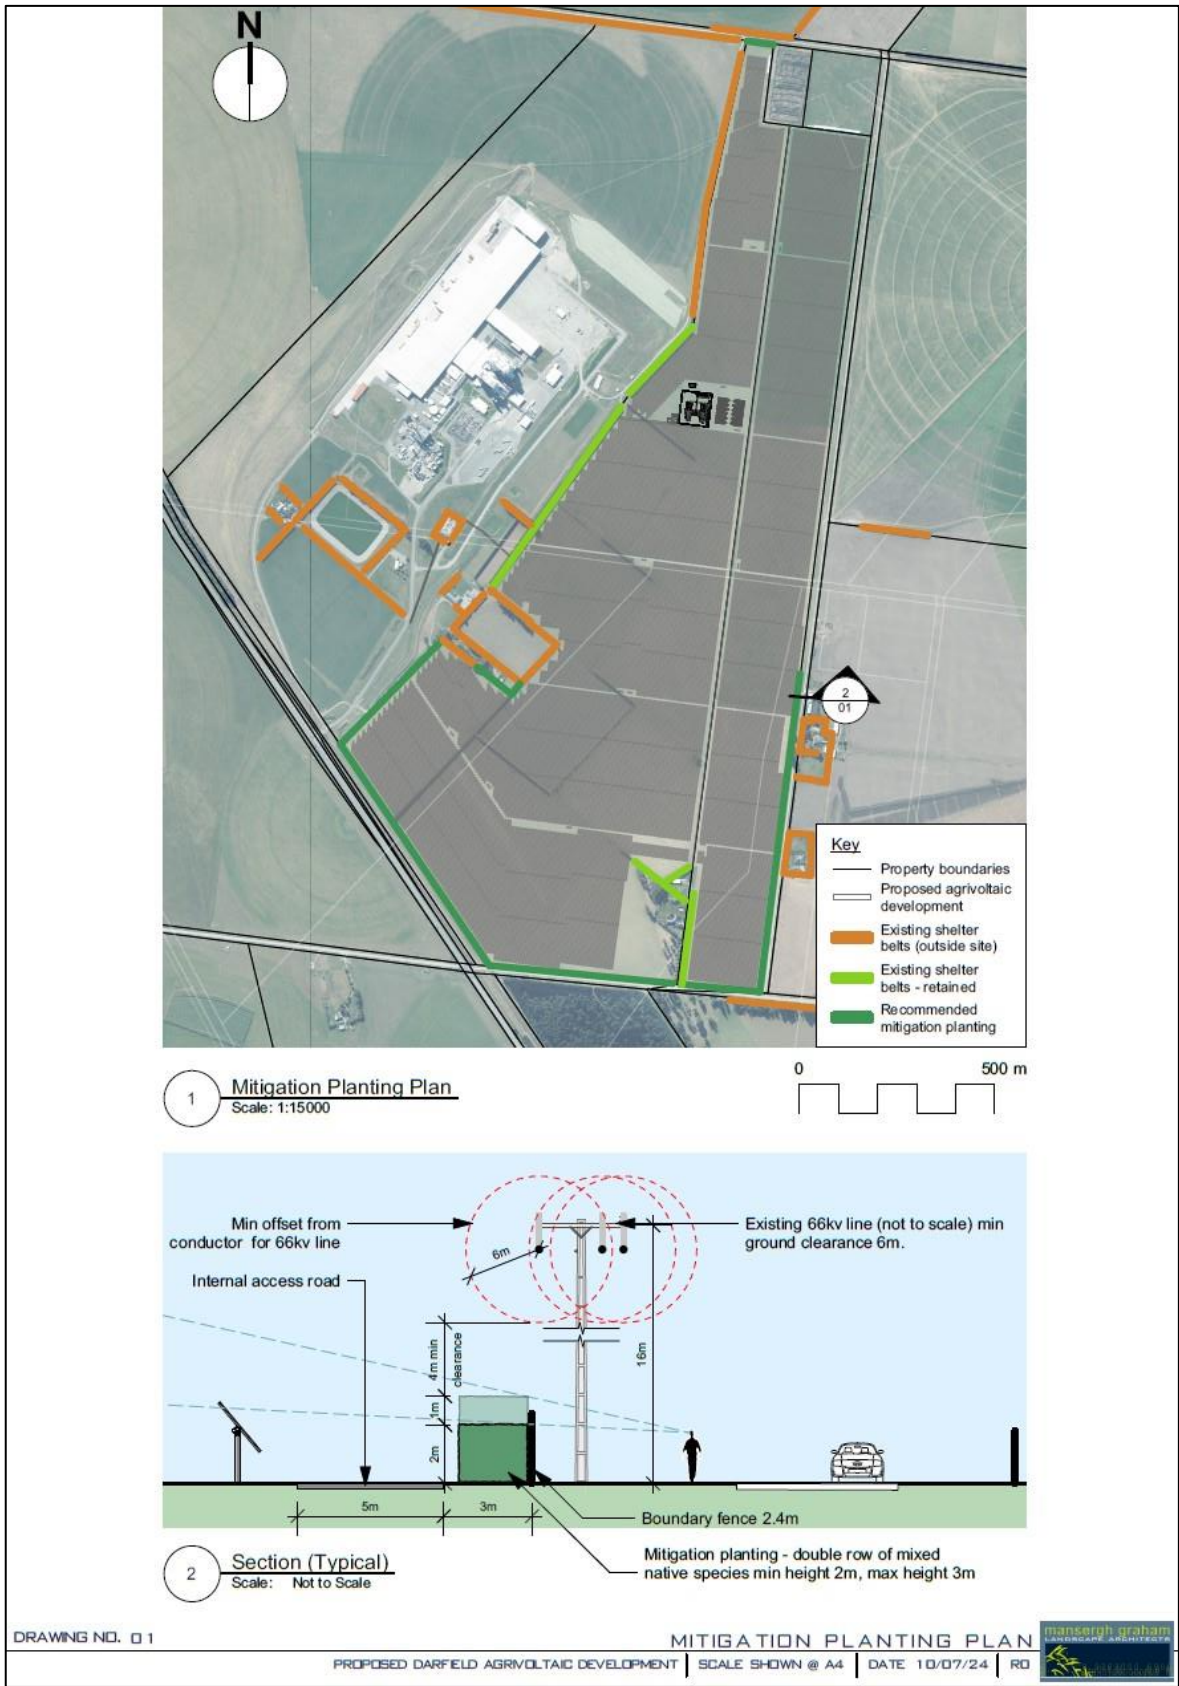 N
2
01
Key
Property boundaries
Proposed agrivoltaic
development
Existing shelter
belts (outside site)
Existing shelter
belts - retained
Recommended
mitigation planting
1
Mitigation Planting Plan
Scale: 1:15000
0
500 m
Min offset from
conductor for 66kv line
Existing 66kv line (not to scale) min
ground clearance 6m.
6m
Internal access road
4m min
clearance
1m
2m
16m
5m
3m
Boundary fence 2.4m
Mitigation planting - double row of mixed
native species min height 2m, max height 3m
2
Section (Typical)
Scale: Not to Scale
DRAWING NO. 01
MITIGATION PLANTING PLAN
PROPOSED DARFIELD AGRIVOLTAIC DEVELOPMENT
SCALE SHOWN @ A4
DATE 10/07/24
R0
mansergh graham
LANDSCAPE ARCHITECTS